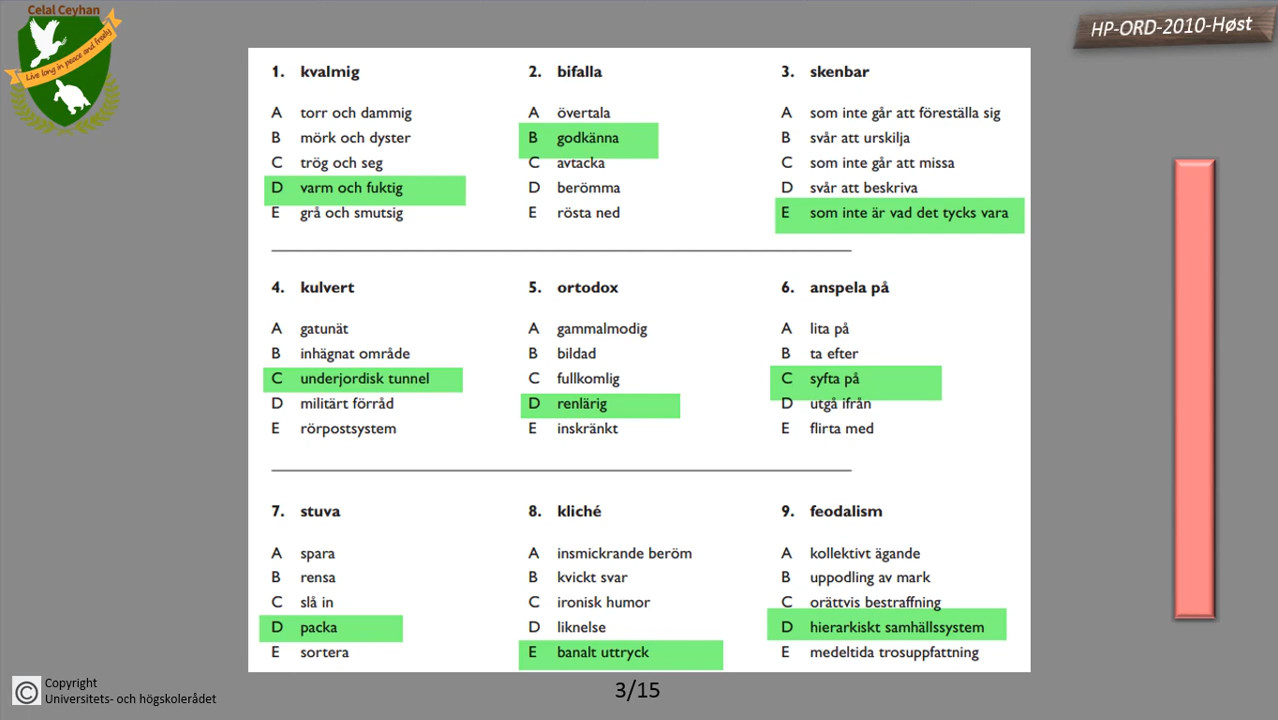 Celal Ceyhan
Live long in peace and freely
HP-ORD-2010-Høst
1. kvalmig
A torr och dammig
B mörk och dyster
C trög och seg
D varm och fuktig
E grå och smutsig
2. bifalla
A övertala
B godkänna
C avtacka
D berömma
E rösta ned
3. skenbar
A som inte går att föreställa sig
B svår att urskilja
C som inte går att missa
D svår att beskriva
E som inte är vad det tycks vara
4. kulvert
A gatunät
B inhägnat område
C underjordisk tunnel
D militärt förråd
E rörpostsystem
5. ortodox
A gammalmodig
B bildad
C fullkomlig
D renlärig
E inskränkt
6. anspela på
A lita på
B ta efter
C syfta på
D utgå ifrån
E flirta med
7. stuva
A spara
B rensa
C slå in
D packa
E sortera
8. kliché
A insmickrande beröm
B kvickt svar
C ironisk humor
D liknelse
E banalt uttryck
9. feodalism
A kollektivt ägande
B uppodling av mark
C orättvis bestraffning
D hierarkiskt samhällssystem
E medeltida trosuppfattning
© Copyright
Universitets- och högskolerådet
3/15